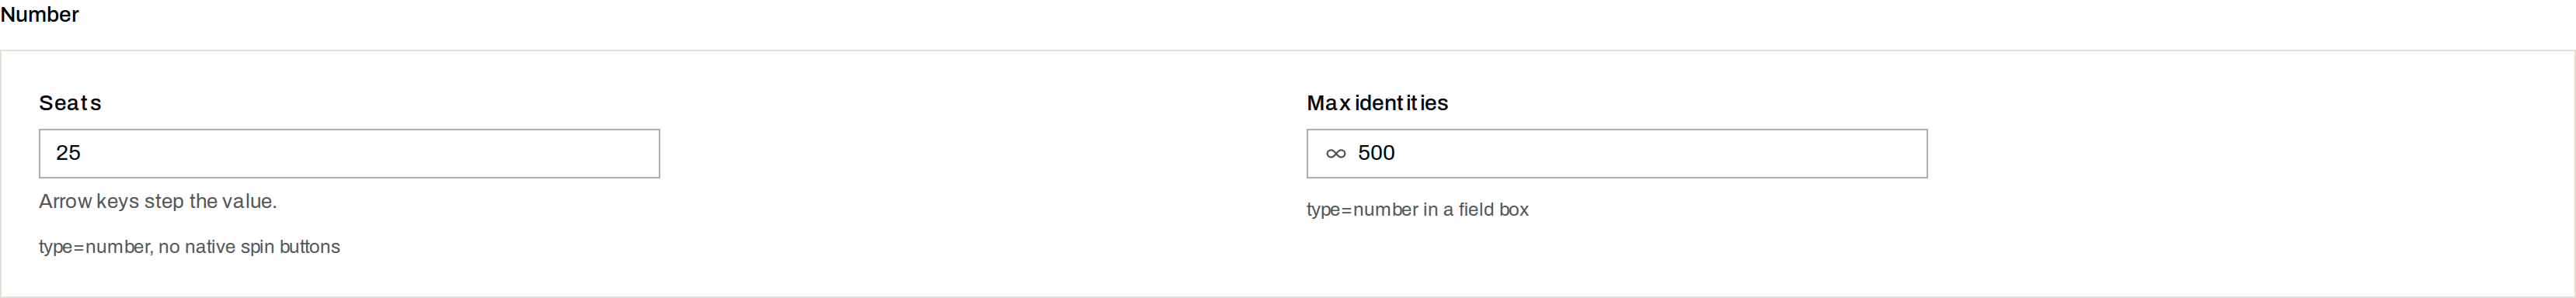 Number
Seats
25
Arrow keys step the value.
type=number, no native spin buttons
Max identities
∞ 500
type=number in a field box